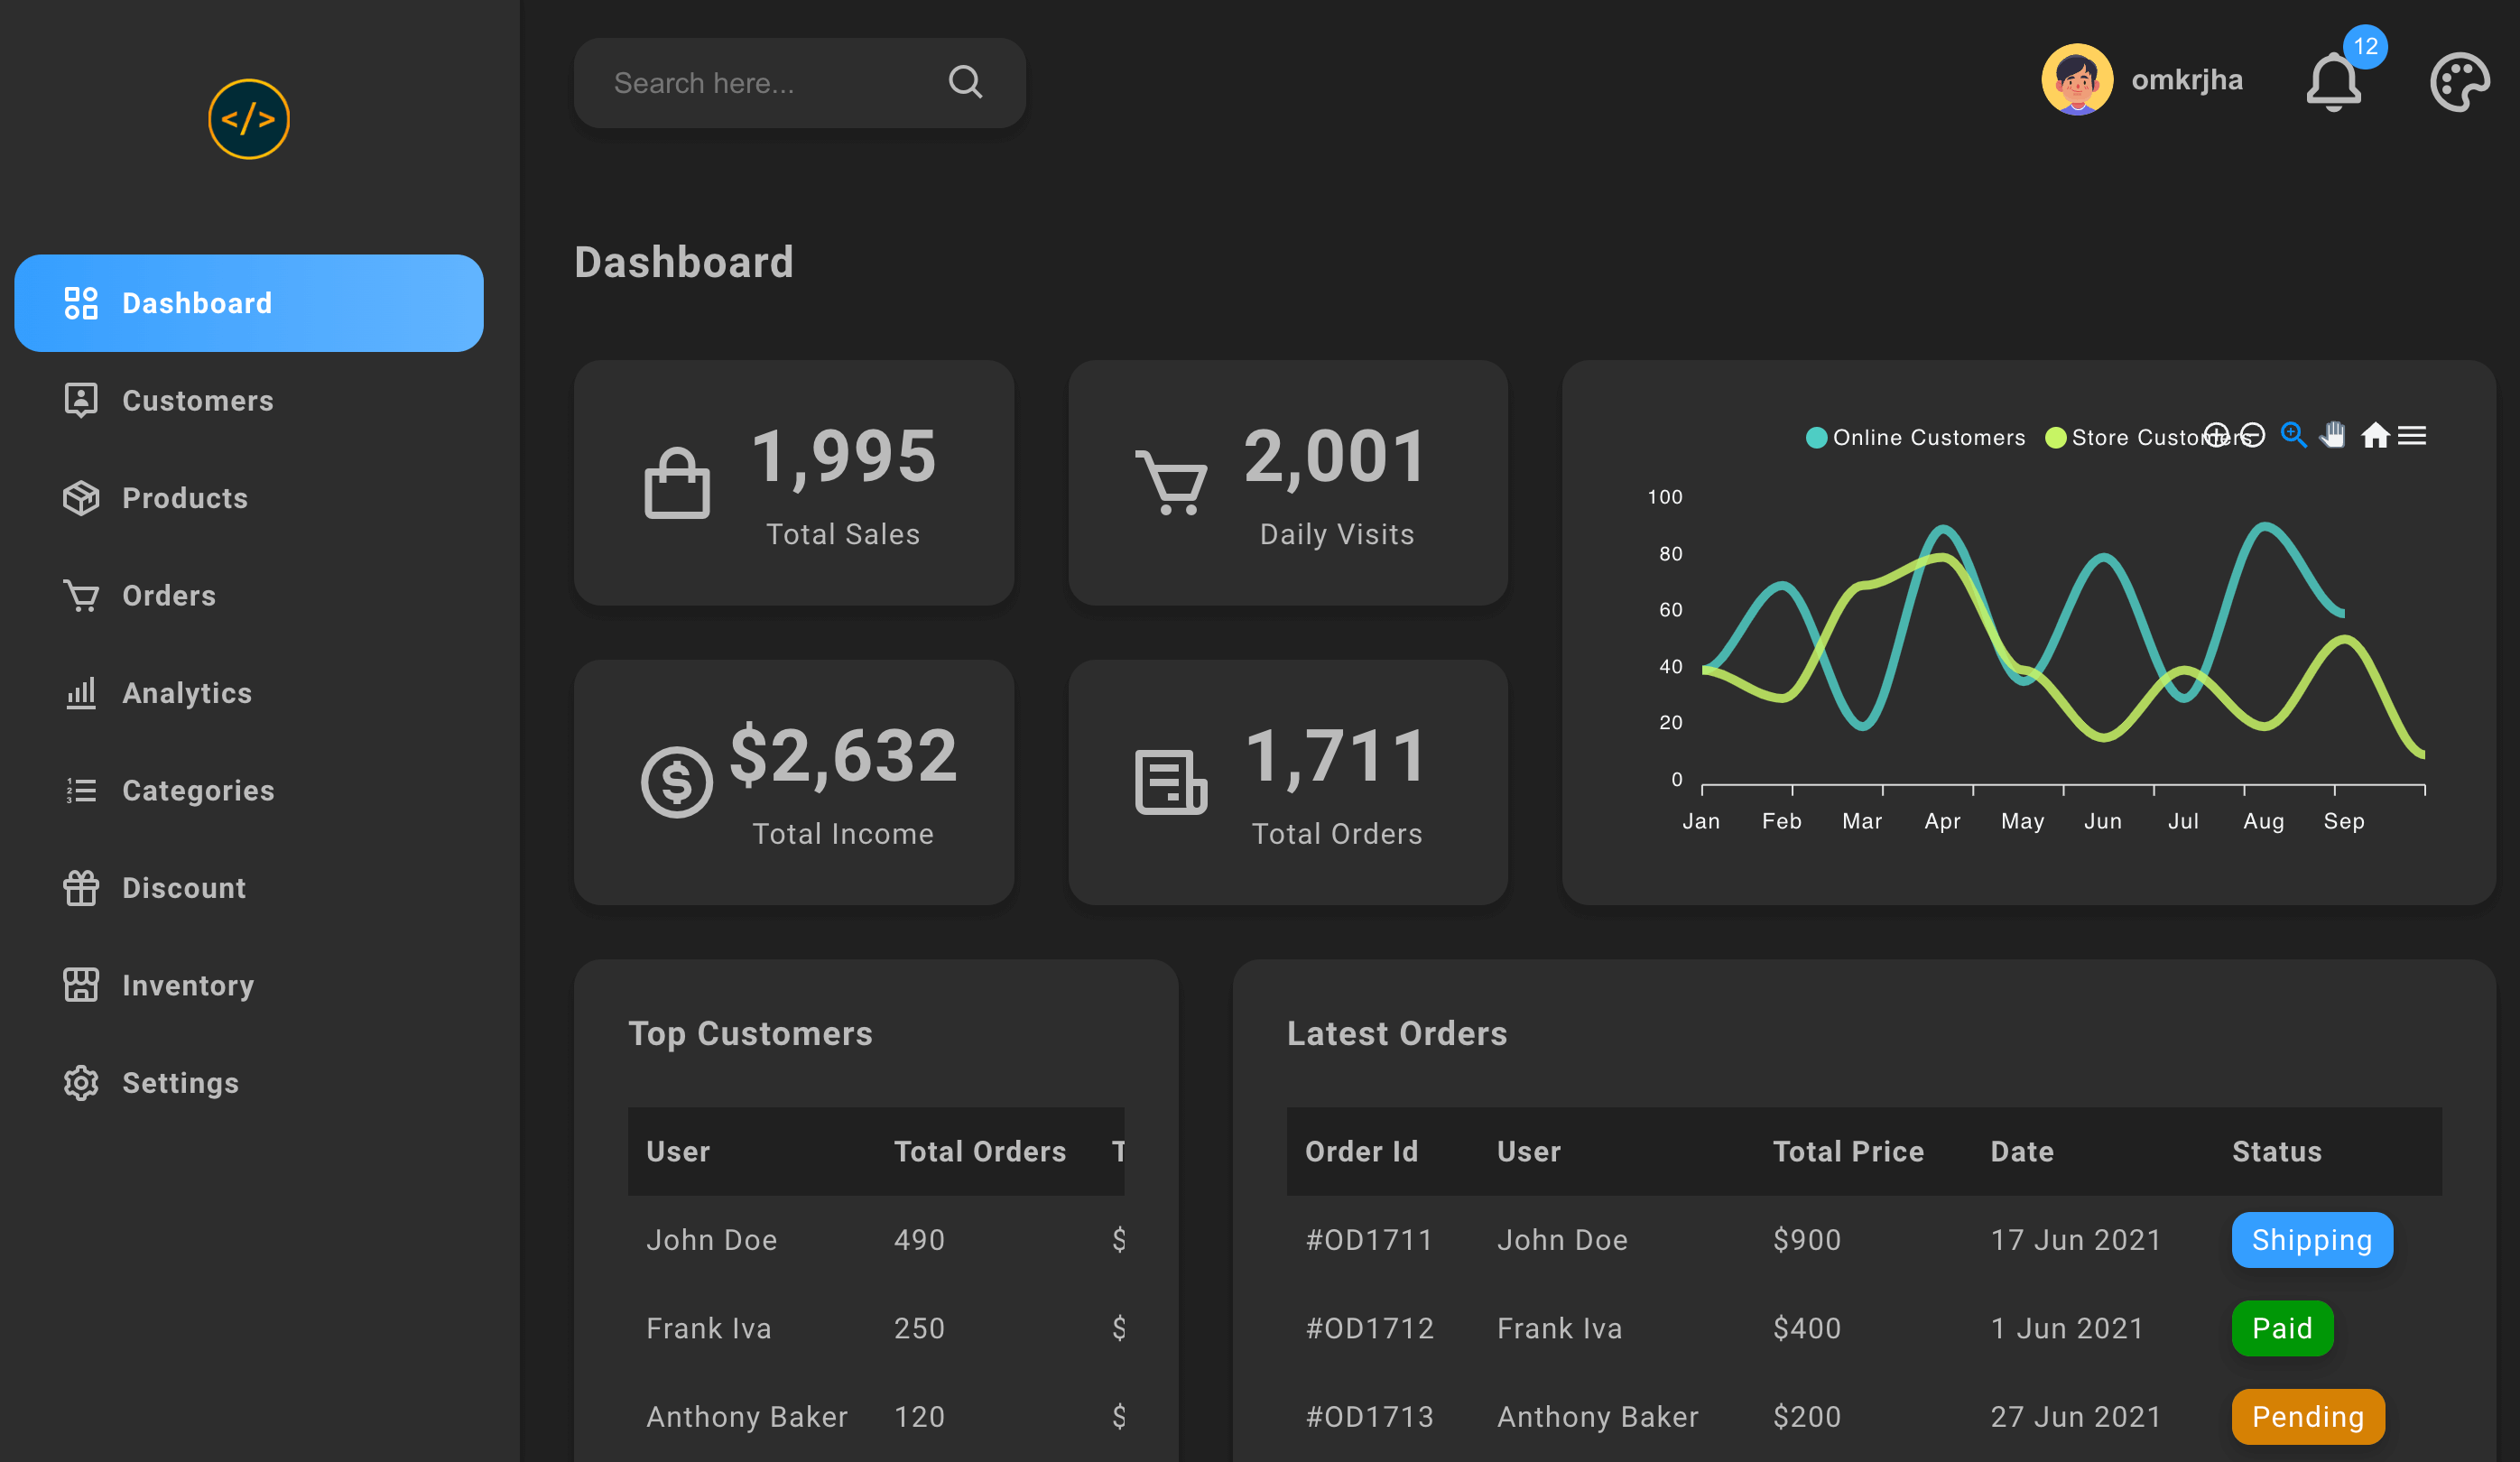 </>
Dashboard
Customers
Products
Orders
Analytics
Categories
Discount
Inventory
Settings
Search here...
omkrjha
12
Dashboard
1,995
Total Sales
2,001
Daily Visits
$2,632
Total Income
1,711
Total Orders
Online Customers Store Customers
100
80
60
40
20
0
Jan Feb Mar Apr May Jun Jul Aug Sep
Top Customers
User Total Orders T
John Doe 490 $
Frank Iva 250 $
Anthony Baker 120 $
Latest Orders
Order Id User Total Price Date Status
#OD1711 John Doe $900 17 Jun 2021 Shipping
#OD1712 Frank Iva $400 1 Jun 2021 Paid
#OD1713 Anthony Baker $200 27 Jun 2021 Pending